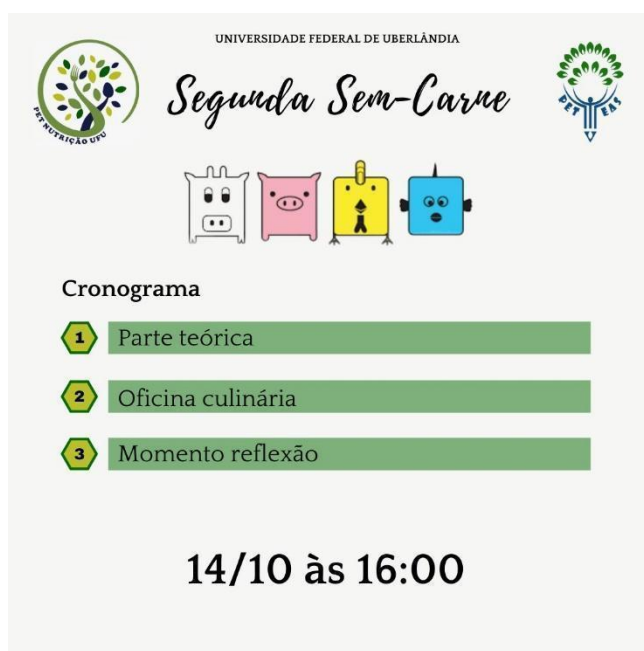 UNIVERSIDADE FEDERAL DE UBERLÂNDIA
Segunda Sem-Carne
PET NUTRIÇÃO UFU
PET EAS
Cronograma
1 Parte teórica
2 Oficina culinária
3 Momento reflexão
14/10 às 16:00